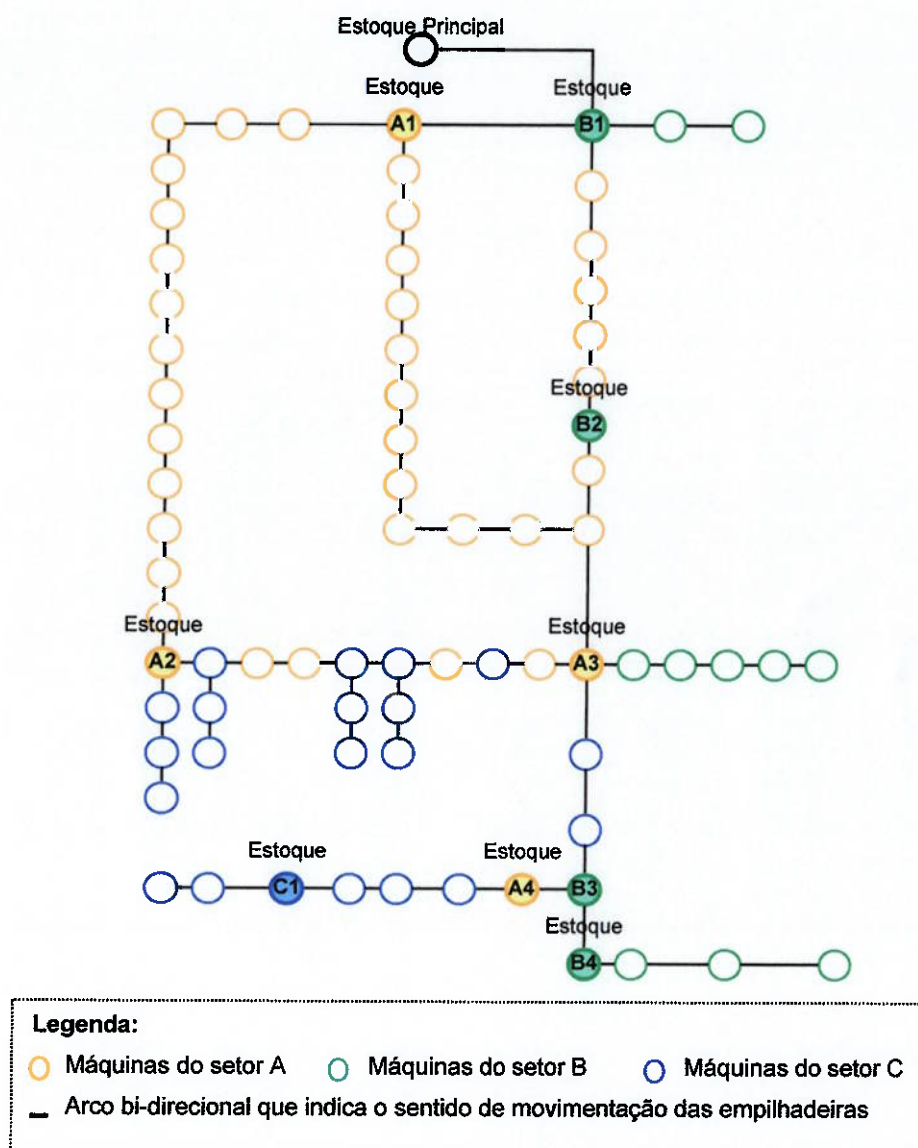 Estoque Principal
Estoque
Estoque
A1
B1
Estoque
B2
Estoque
Estoque
A2
A3
Estoque
Estoque
C1
A4
B3
Estoque
B4
Legenda:
Máquinas do setor A
Máquinas do setor B
Máquinas do setor C
Arco bi-direcional que indica o sentido de movimentação das empilhadeiras